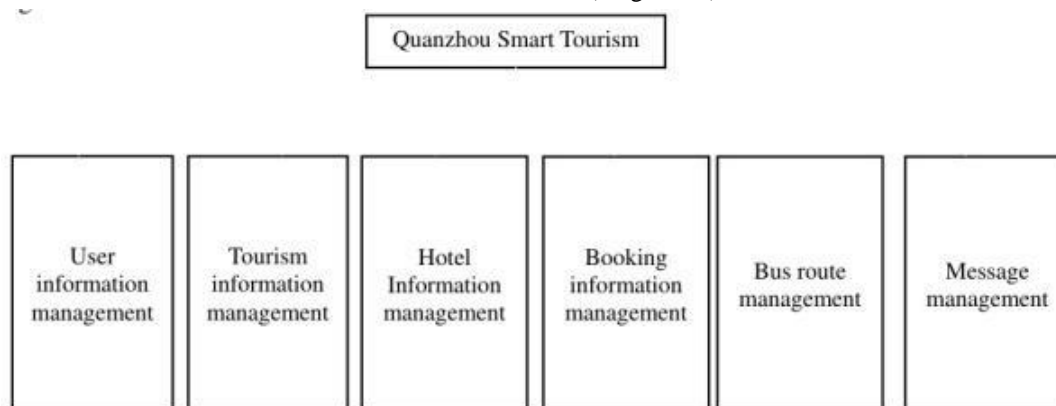 Quanzhou Smart Tourism
User
information
management
Tourism
information
management
Hotel
Information
management
Booking
information
management
Bus route
management
Message
management